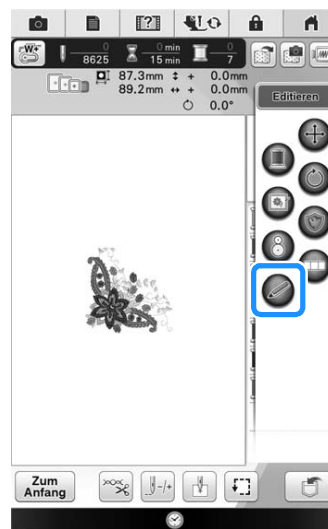 0 8625
0 min 15 min
0 7
87.3mm + 0.0mm
89.2mm + 0.0mm
0.0°
Editieren
Zum
Anfang